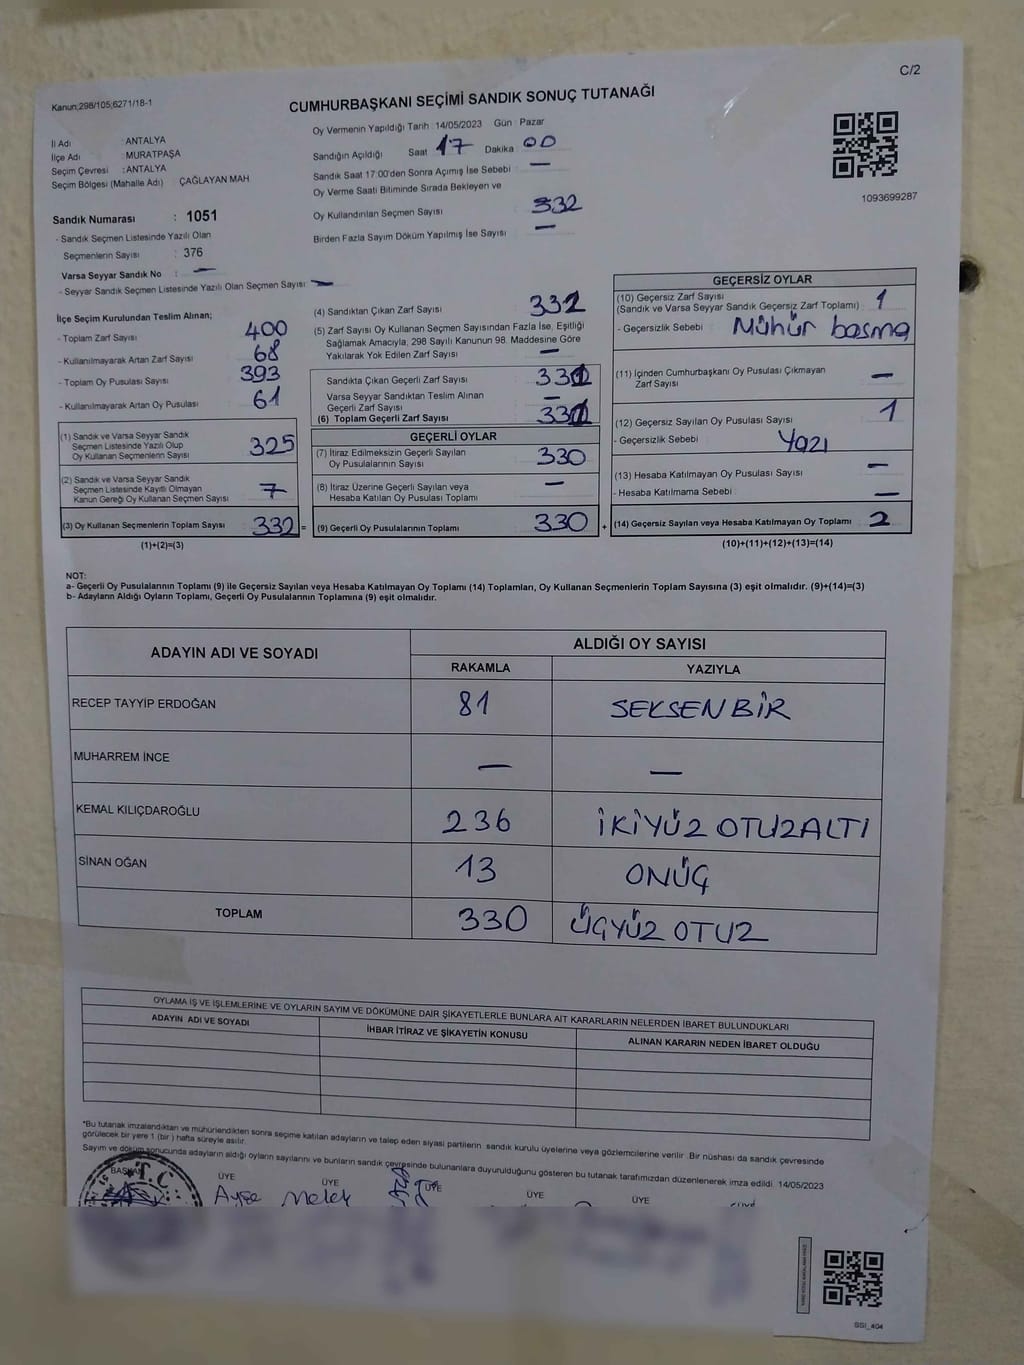 C/2
Kanun:298/105;6271/18-1
CUMHURBAŞKANI SEÇİMİ SANDIK SONUÇ TUTANAĞI
İl Adı : ANTALYA
İlçe Adı : MURATPAŞA
Seçim Çevresi : ANTALYA
Seçim Bölgesi (Mahalle Adı) : ÇAĞLAYAN MAH
Sandık Numarası : 1051
- Sandık Seçmen Listesinde Yazılı Olan
Seçmenlerin Sayısı : 376
Varsa Seyyar Sandık No : —
- Seyyar Sandık Seçmen Listesinde Yazılı Olan Seçmen Sayısı: —
Oy Vermenin Yapıldığı Tarih :14/05/2023 Gün : Pazar
Sandığın Açıldığı Saat 17 Dakika : 00
Sandık Saat 17:00'den Sonra Açımış İse Sebebi : —
Oy Verme Saati Bitiminde Sırada Bekleyen ve
Oy Kullandırılan Seçmen Sayısı : 332
Birden Fazla Sayım Döküm Yapılmış İse Sayısı : —
1093699287
İlçe Seçim Kurulundan Teslim Alınan;
- Toplam Zarf Sayısı : 400
- Kullanılmayarak Artan Zarf Sayısı : 68
- Toplam Oy Pusulası Sayısı : 393
- Kullanılmayarak Artan Oy Pusulası : 61
(1) Sandık ve Varsa Seyyar Sandık
Seçmen Listesinde Yazılı Olup
Oy Kullanan Seçmenlerin Sayısı : 325
(2) Sandık ve Varsa Seyyar Sandık
Seçmen Listesinde Kayıtlı Olmayan
Kanun Gereği Oy Kullanan Seçmen Sayısı : 7
(3) Oy Kullanan Seçmenlerin Toplam Sayısı : 332 =
(1)+(2)=(3)
(4) Sandıktan Çıkan Zarf Sayısı : 332
(5) Zarf Sayısı Oy Kullanan Seçmen Sayısından Fazla İse, Eşitliği
Sağlamak Amacıyla, 298 Sayılı Kanunun 98. Maddesine Göre
Yakılarak Yok Edilen Zarf Sayısı : —
Sandıkta Çıkan Geçerli Zarf Sayısı : 331
Varsa Seyyar Sandıktan Teslim Alınan
Geçerli Zarf Sayısı : —
(6) Toplam Geçerli Zarf Sayısı : 331
GEÇERLİ OYLAR
(7) İtiraz Edilmeksizin Geçerli Sayılan
Oy Pusulalarının Sayısı : 330
(8) İtiraz Üzerine Geçerli Sayılan veya
Hesaba Katılan Oy Pusulası Toplamı : —
(9) Geçerli Oy Pusulalarının Toplamı : 330 +
GEÇERSİZ OYLAR
(10) Geçersiz Zarf Sayısı
(Sandık ve Varsa Seyyar Sandık Geçersiz Zarf Toplamı) : 1
- Geçersizlik Sebebi : Mühür basma
(11) İçinden Cumhurbaşkanı Oy Pusulası Çıkmayan
Zarf Sayısı : —
(12) Geçersiz Sayılan Oy Pusulası Sayısı : 1
- Geçersizlik Sebebi : Yazı
(13) Hesaba Katılmayan Oy Pusulası Sayısı : —
- Hesaba Katılmama Sebebi : —
(14) Geçersiz Sayılan veya Hesaba Katılmayan Oy Toplamı : 2
(10)+(11)+(12)+(13)=(14)
NOT:
a- Geçerli Oy Pusulalarının Toplamı (9) ile Geçersiz Sayılan veya Hesaba Katılmayan Oy Toplamı (14) Toplamları, Oy Kullanan Seçmenlerin Toplam Sayısına (3) eşit olmalıdır. (9)+(14)=(3)
b- Adayların Aldığı Oyların Toplamı, Geçerli Oy Pusulalarının Toplamına (9) eşit olmalıdır.
ADAYIN ADI VE SOYADI
ALDIĞI OY SAYISI
RAKAMLA YAZIYLA
RECEP TAYYİP ERDOĞAN 81 SEKSENBİR
MUHARREM İNCE — —
KEMAL KILIÇDAROĞLU 236 İKİYÜZ OTUZALTI
SİNAN OĞAN 13 ONÜÇ
TOPLAM 330 ÜÇYÜZ OTUZ
OYLAMA İŞ VE İŞLEMLERİNE VE OYLARIN SAYIM VE DÖKÜMÜNE DAİR ŞİKAYETLERLE BUNLARA AİT KARARLARIN NELERDEN İBARET BULUNDUKLARI
ADAYIN ADI VE SOYADI İHBAR İTİRAZ VE ŞİKAYETİN KONUSU ALINAN KARARIN NEDEN İBARET OLDUĞU
*Bu tutanak imzalandıktan ve mühürlendikten sonra seçime katılan adayların ve talep eden siyasi partilerin sandık kurulu üyelerine veya gözlemcilerine verilir .Bir nüshası da sandık çevresinde
görülecek bir yere 1 (bir ) hafta süreyle asılır.
Sayım ve döküm sonucunda adayların aldığı oyların sayılarını ve bunların sandık çevresinde bulunanlara duyurulduğunu gösteren bu tutanak tarafımızdan düzenlenerek imza edildi. 14/05/2023
BAŞKAN ÜYE ÜYE ÜYE ÜYE
T.C.
Ayşe Melek
SSI_404